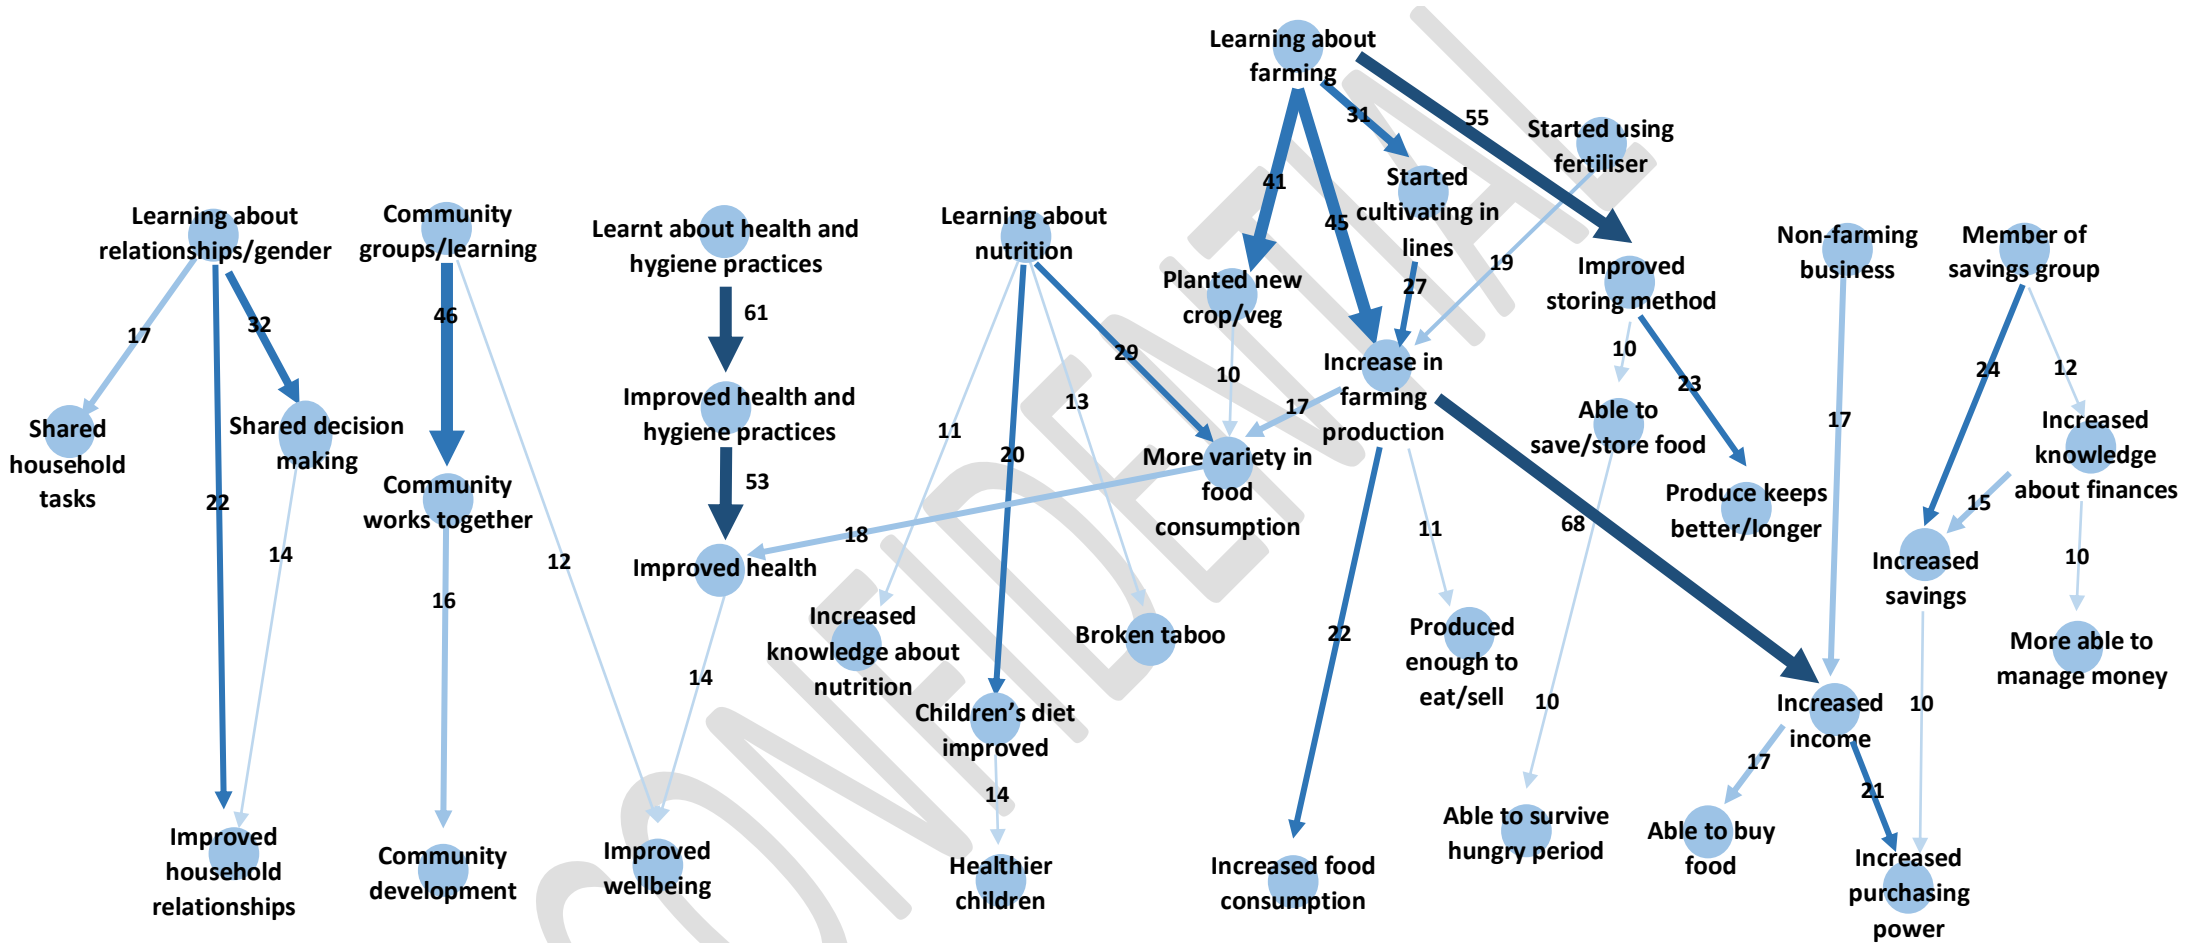 Learning about
farming
31
55
Started using
fertiliser
41
45
Started
cultivating in
lines
Learning about
relationships/gender
Community
groups/learning
Learnt about health and
hygiene practices
Learning about
nutrition
Planted new
crop/veg
27
19
Improved
storing method
Non-farming
business
Member of
savings group
17
32
46
61
29
10
Increase in
farming
production
10
23
24
12
Shared
household
tasks
Shared decision
making
Community
works together
Improved health and
hygiene practices
11
13
17
Able to
save/store food
17
Increased
knowledge
about finances
22
14
53
20
More variety in
food
consumption
Produce keeps
better/longer
15
12
18
11
68
Increased
savings
10
16
Improved health
Increased
knowledge about
nutrition
Broken taboo
22
Produced
enough to
eat/sell
More able to
manage money
14
Children's diet
improved
10
Increased
income
10
14
17
21
Improved
household
relationships
Community
development
Improved
wellbeing
Healthier
children
Increased food
consumption
Able to survive
hungry period
Able to buy
food
Increased
purchasing
power
CONFIDENTIAL